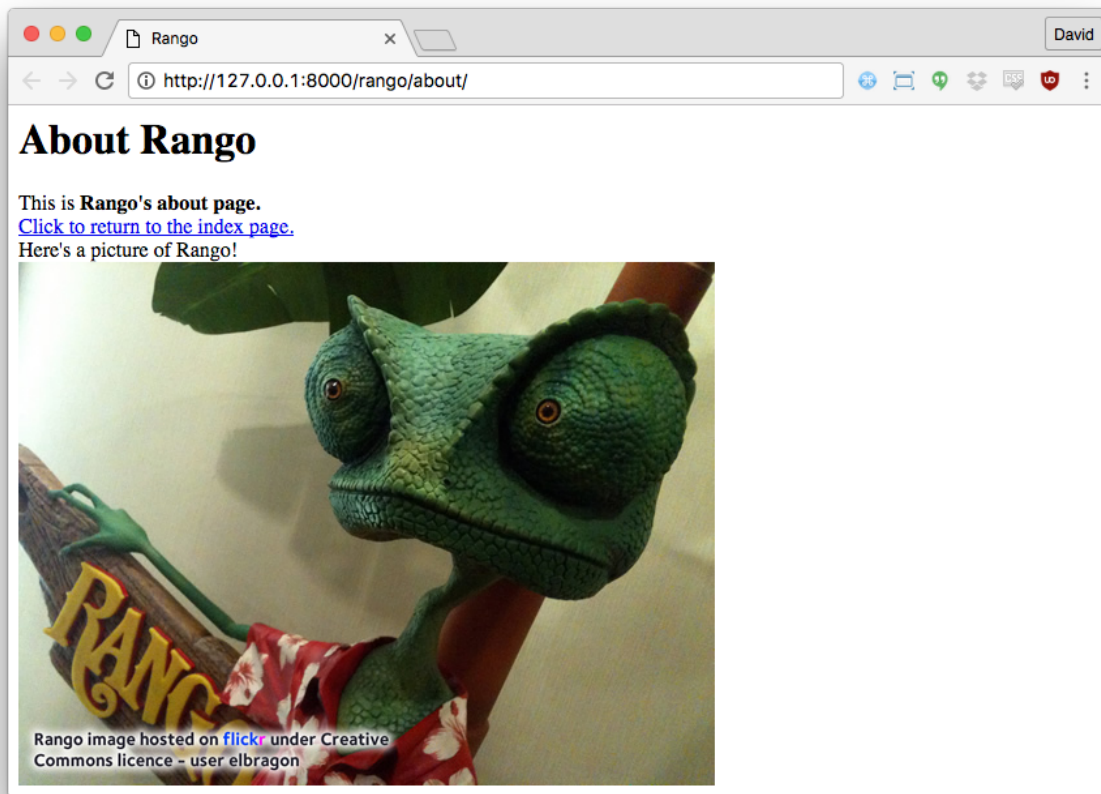 Rango
David
http://127.0.0.1:8000/rango/about/
About Rango
This is Rango's about page.
Click to return to the index page.
Here's a picture of Rango!
RANGO
Rango image hosted on flickr under Creative
Commons licence - user elbragon